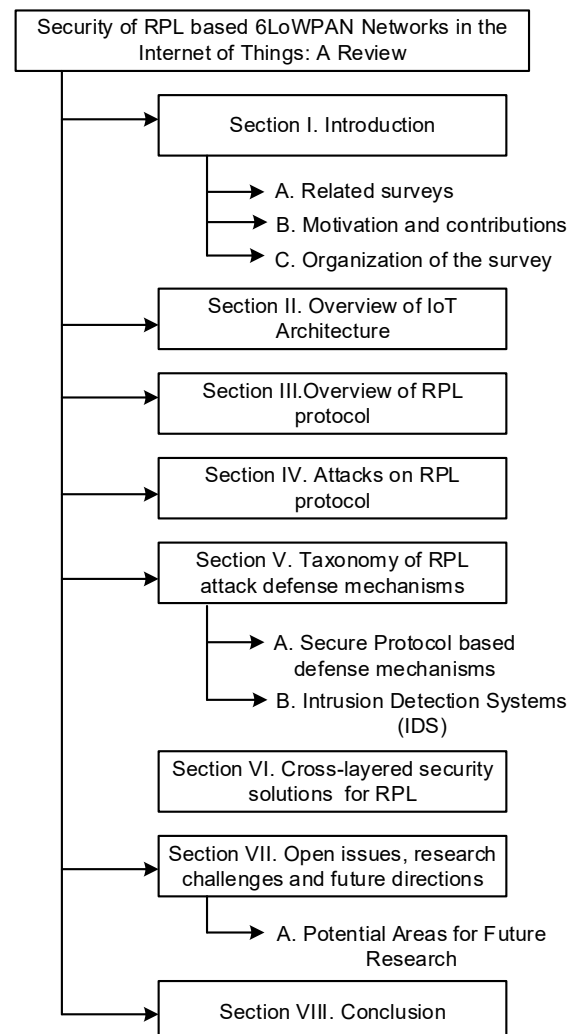 Security of RPL based 6LoWPAN Networks in the
Internet of Things: A Review
Section I. Introduction
A. Related surveys
B. Motivation and contributions
C. Organization of the survey
Section II. Overview of IoT
Architecture
Section III.Overview of RPL
protocol
Section IV. Attacks on RPL
protocol
Section V. Taxonomy of RPL
attack defense mechanisms
A. Secure Protocol based
defense mechanisms
B. Intrusion Detection Systems
(IDS)
Section VI. Cross-layered security
solutions for RPL
Section VII. Open issues, research
challenges and future directions
A. Potential Areas for Future
Research
Section VIII. Conclusion